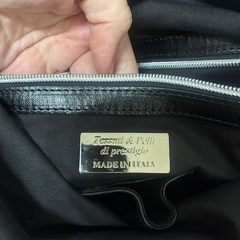 Tessuti & Pelli
di prestigio
MADE IN ITALY